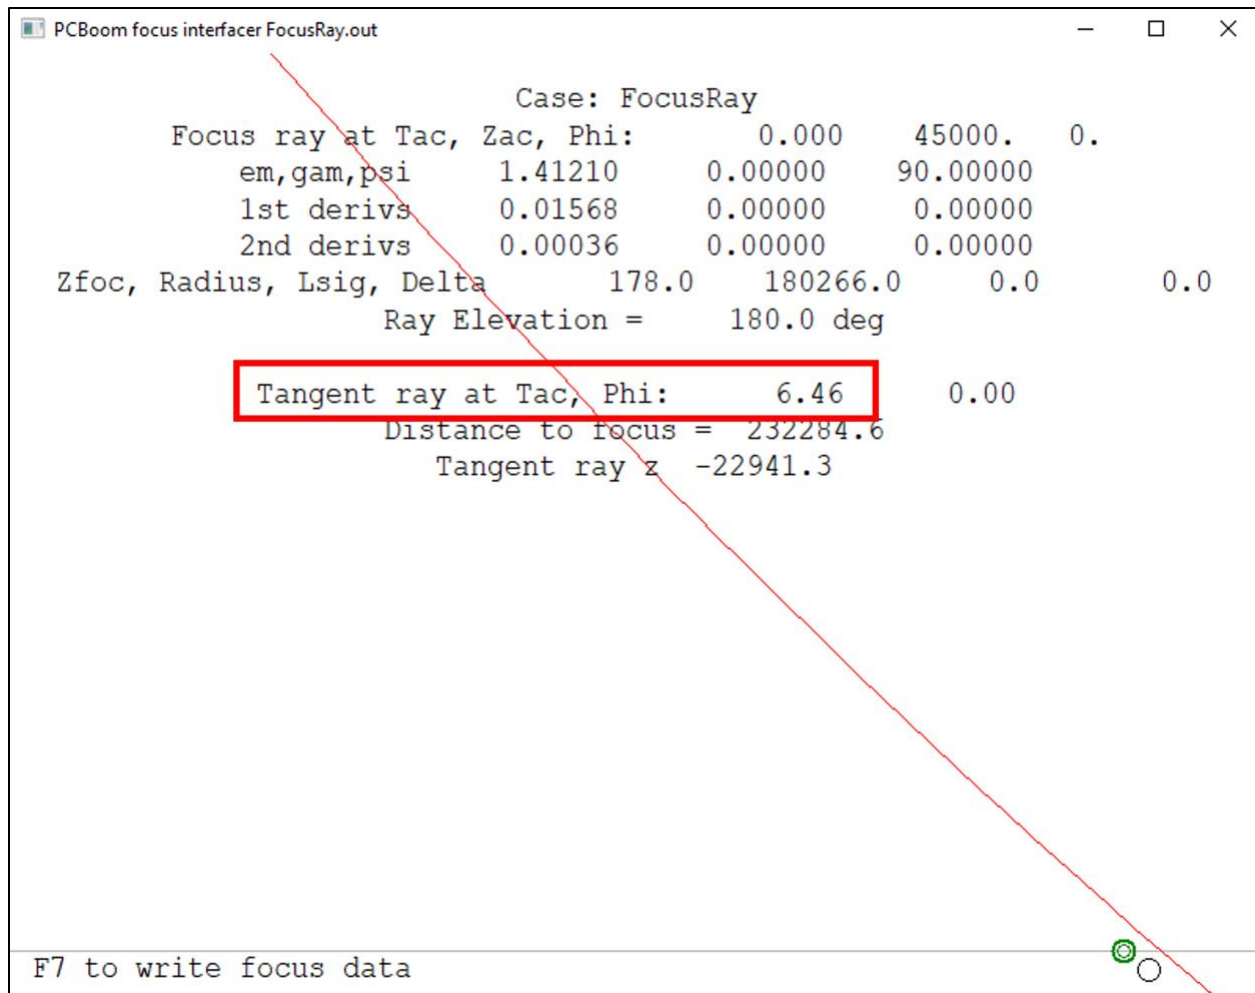 PCBoom focus interfacer FocusRay.out
Case: FocusRay
Focus ray at Tac, Zac, Phi: 0.000 45000. 0.
em,gam,psi 1.41210 0.00000 90.00000
1st derivs 0.01568 0.00000 0.00000
2nd derivs 0.00036 0.00000 0.00000
Zfoc, Radius, Lsig, Delta 178.0 180266.0 0.0 0.0
Ray Elevation = 180.0 deg
Tangent ray at Tac, Phi: 6.46 0.00
Distance to focus = 232284.6
Tangent ray z -22941.3
F7 to write focus data